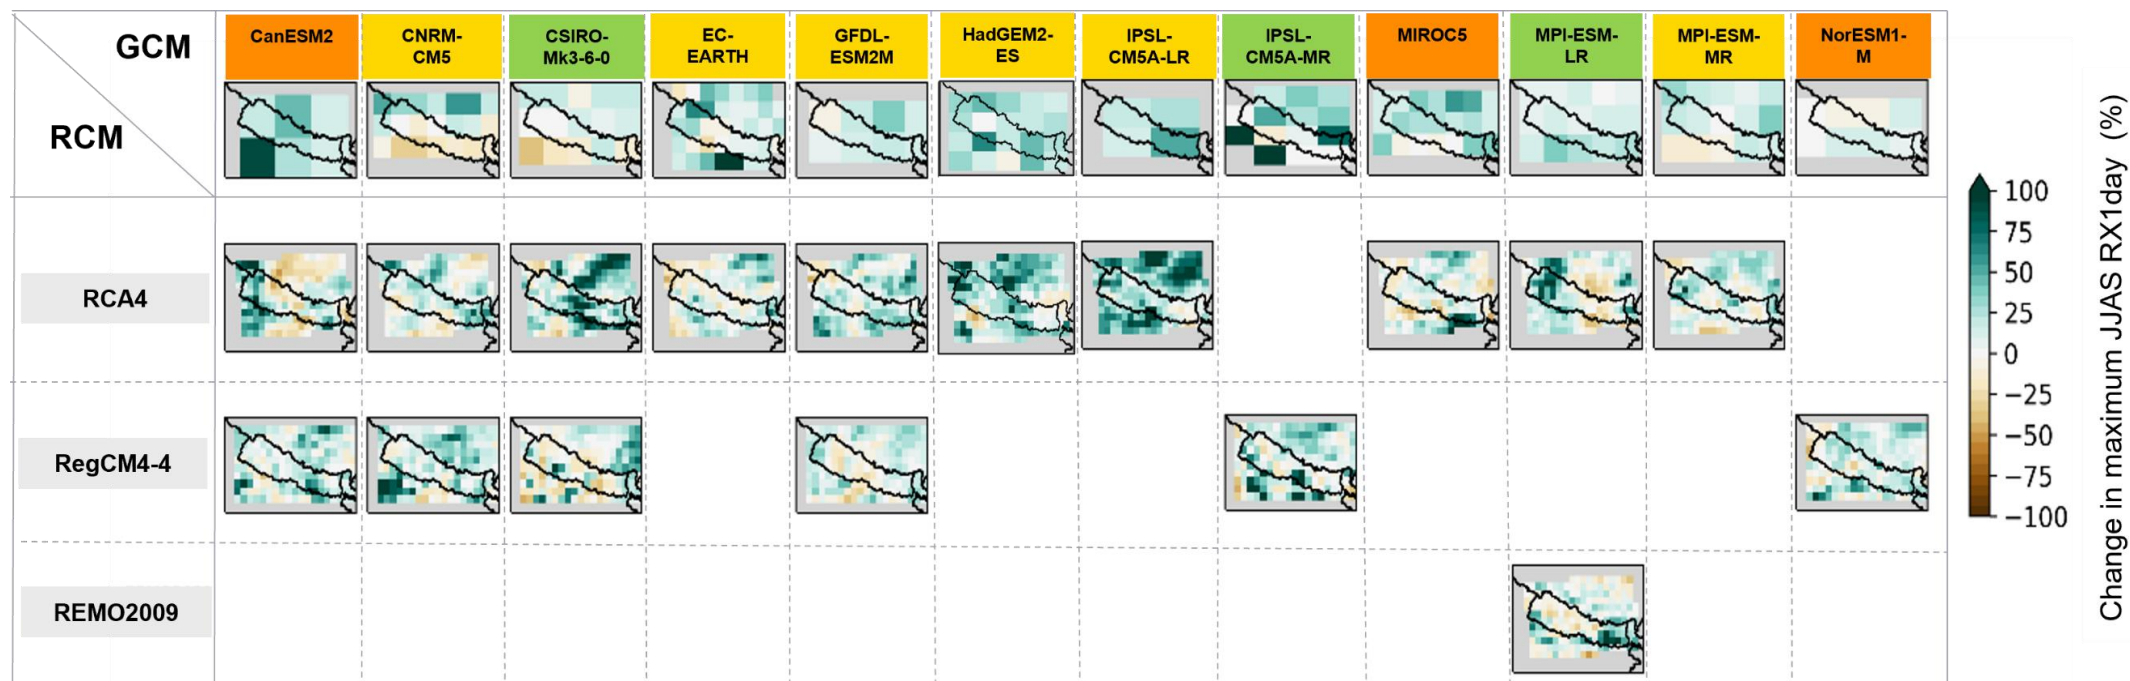 GCM
RCM
CanESM2
CNRM-
CM5
CSIRO-
Mk3-6-0
EC-
EARTH
GFDL-
ESM2M
HadGEM2-
ES
IPSL-
CM5A-LR
IPSL-
CM5A-MR
MIROC5
MPI-ESM-
LR
MPI-ESM-
MR
NorESM1-
M
RCA4
RegCM4-4
REMO2009
100
75
50
25
0
−25
−50
−75
−100
Change in maximum JJAS RX1day (%)